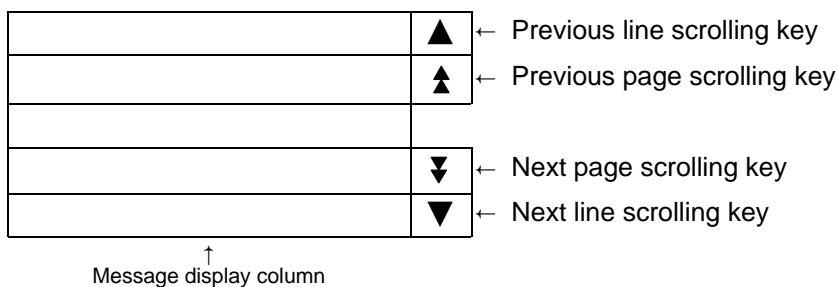 ▲ ← Previous line scrolling key
← Previous page scrolling key
← Next page scrolling key
▼ ← Next line scrolling key
↑
Message display column